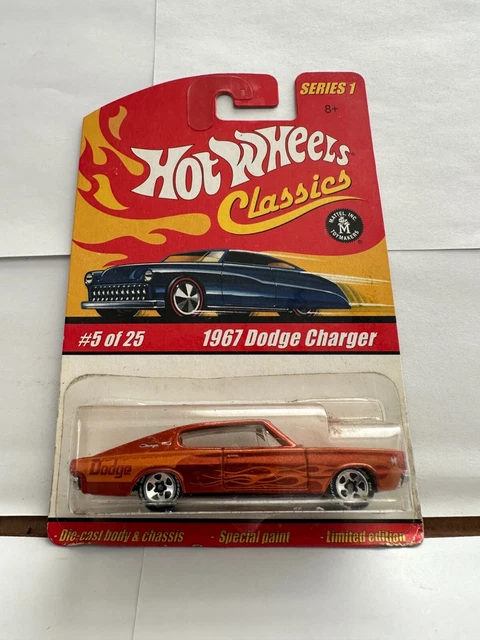 SERIES 1
8+
Hot Wheels
Classics
MATTEL, INC.
M
TOYMAKERS
#5 of 25
1967 Dodge Charger
Charger
Dodge
- Die-cast body & chassis - Special paint - Limited edition